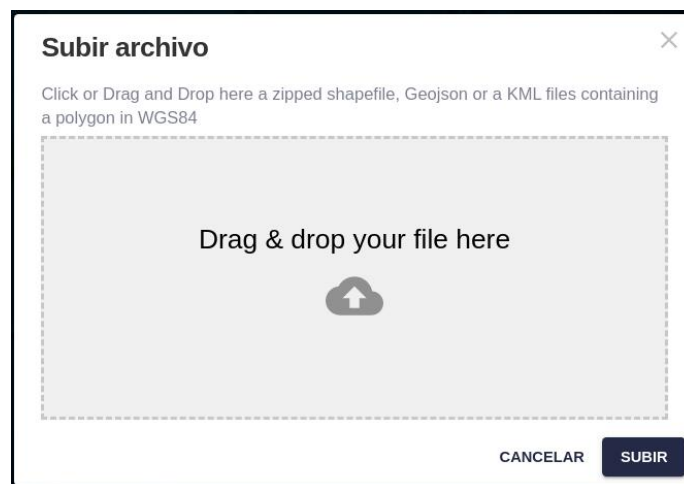 Subir archivo
Click or Drag and Drop here a zipped shapefile, Geojson or a KML files containing
a polygon in WGS84
Drag & drop your file here
CANCELAR SUBIR